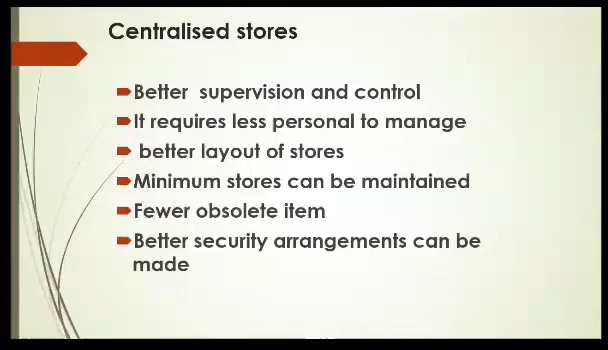 Centralised stores
Better supervision and control
It requires less personal to manage
better layout of stores
Minimum stores can be maintained
Fewer obsolete item
Better security arrangements can be
made